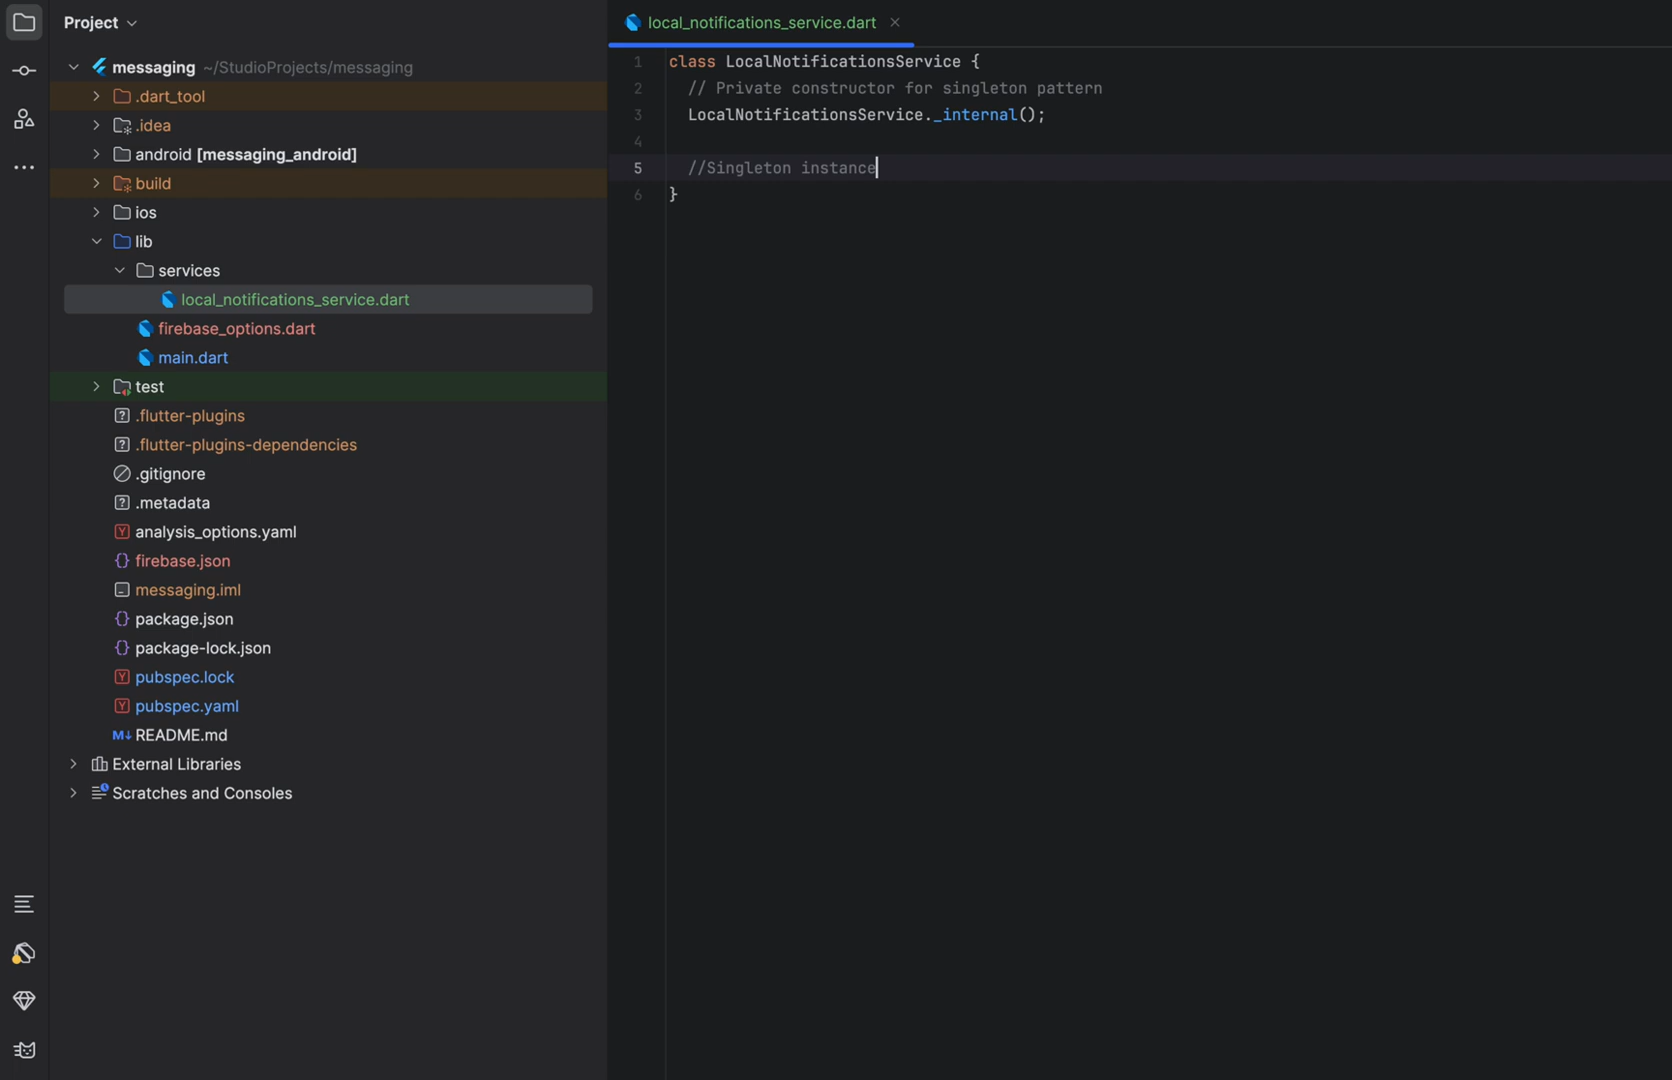 Project
messaging ~/StudioProjects/messaging
.dart_tool
.idea
android [messaging_android]
build
ios
lib
services
local_notifications_service.dart
firebase_options.dart
main.dart
test
.flutter-plugins
.flutter-plugins-dependencies
.gitignore
.metadata
analysis_options.yaml
firebase.json
messaging.iml
package.json
package-lock.json
pubspec.lock
pubspec.yaml
README.md
External Libraries
Scratches and Consoles
local_notifications_service.dart
1 class LocalNotificationsService {
2 // Private constructor for singleton pattern
3 LocalNotificationsService._internal();
4
5 //Singleton instance
6 }